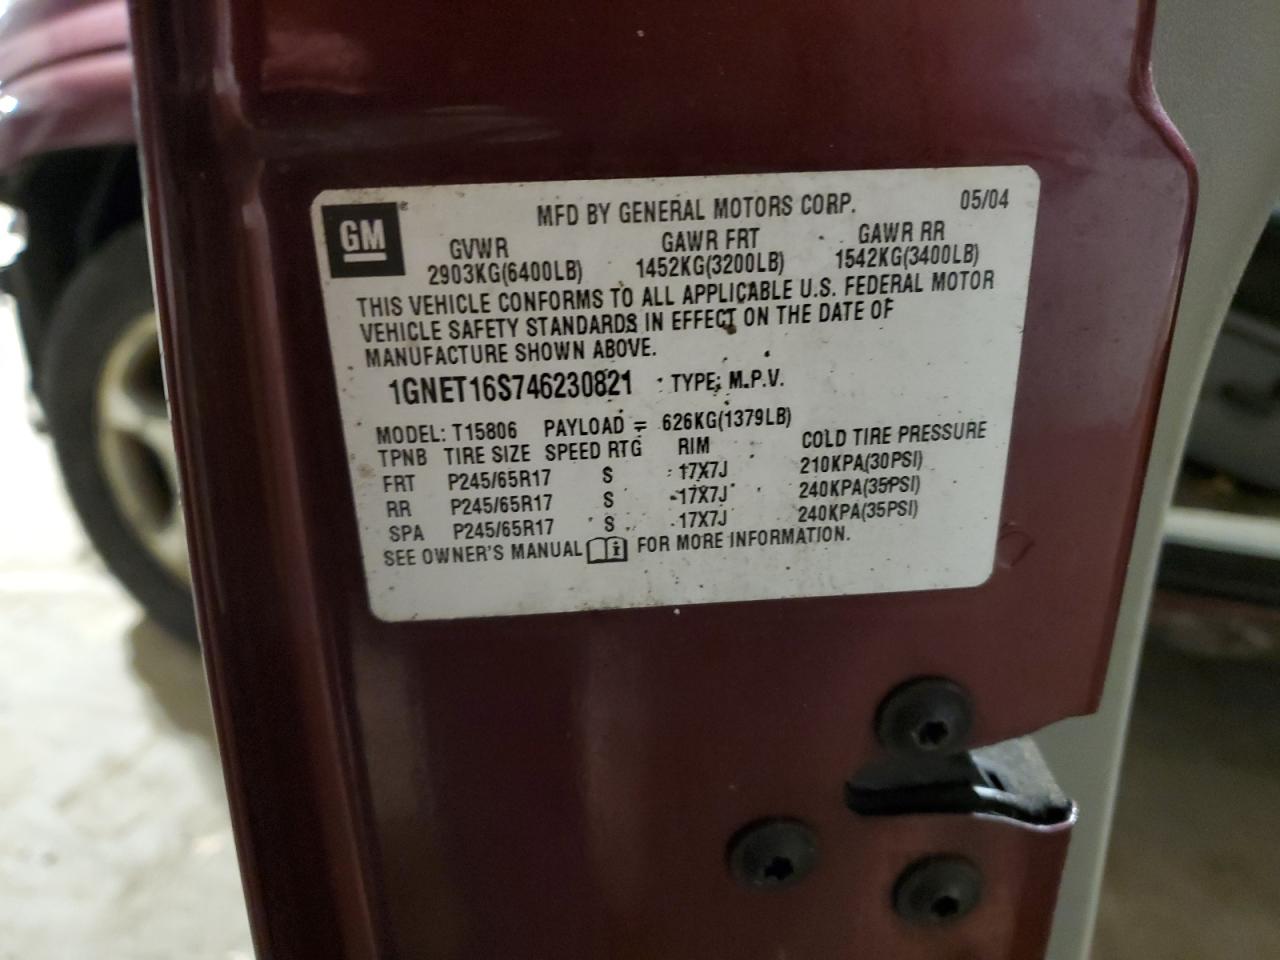 GM ®
MFD BY GENERAL MOTORS CORP. 05/04
GVWR GAWR FRT GAWR RR
2903KG(6400LB) 1452KG(3200LB) 1542KG(3400LB)
THIS VEHICLE CONFORMS TO ALL APPLICABLE U.S. FEDERAL MOTOR
VEHICLE SAFETY STANDARDS IN EFFECT ON THE DATE OF
MANUFACTURE SHOWN ABOVE.
1GNET16S746230821 TYPE: M.P.V.
MODEL: T15806 PAYLOAD = 626KG(1379LB)
TPNB TIRE SIZE SPEED RTG RIM COLD TIRE PRESSURE
FRT P245/65R17 S 17X7J 210KPA(30PSI)
RR P245/65R17 S 17X7J 240KPA(35PSI)
SPA P245/65R17 S 17X7J 240KPA(35PSI)
SEE OWNER'S MANUAL FOR MORE INFORMATION.